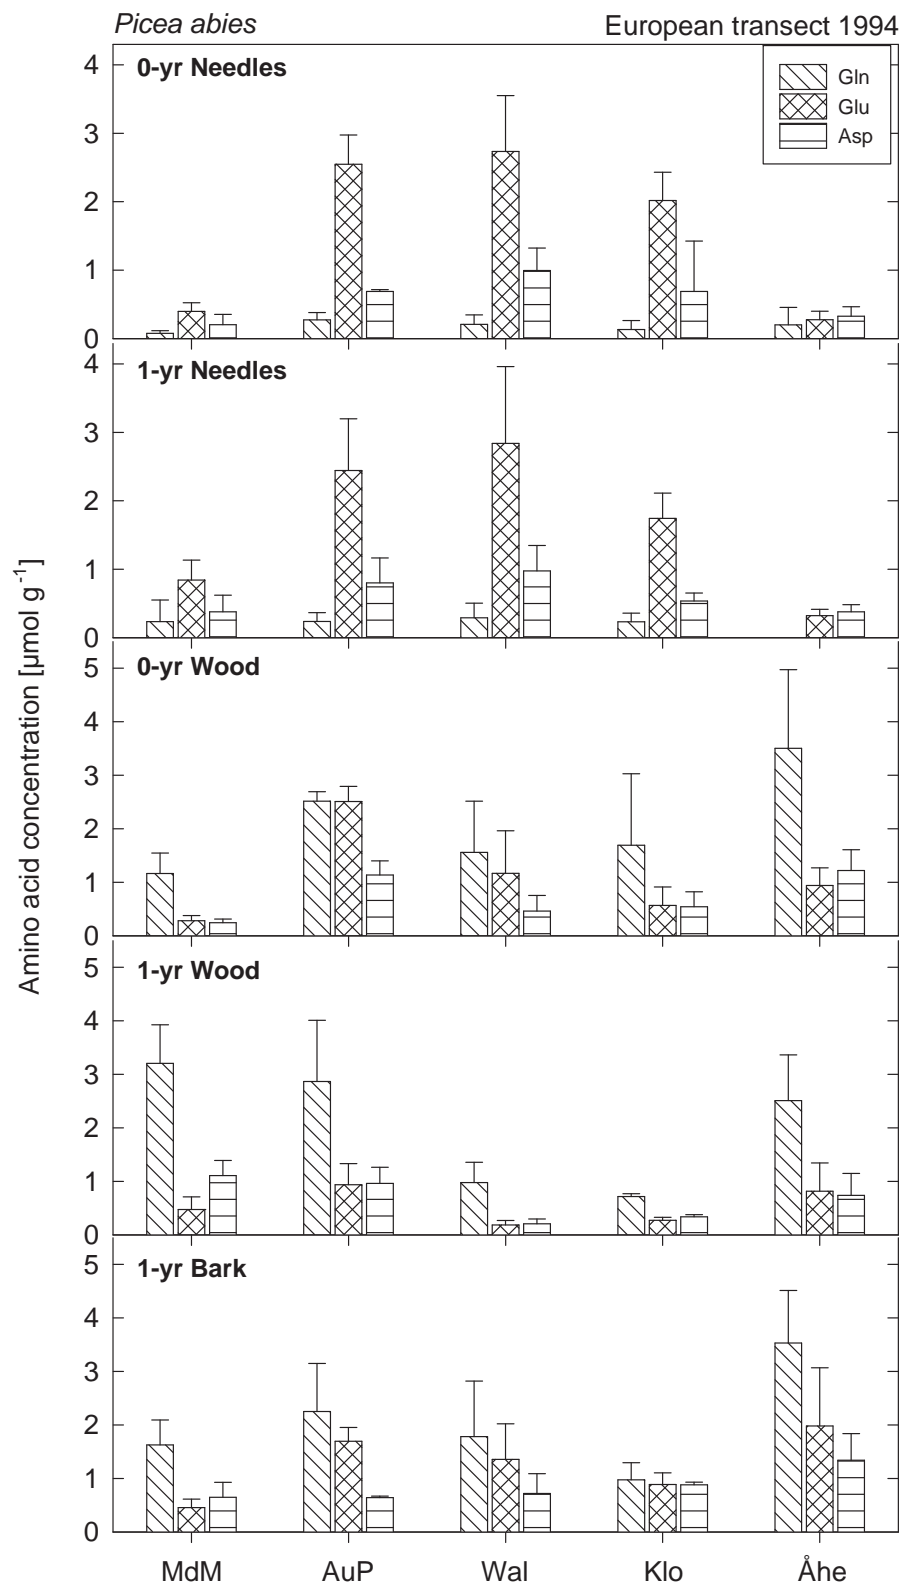 Picea abies European transect 1994
0-yr Needles
Gln
Glu
Asp
4
3
2
1
0
1-yr Needles
4
3
2
1
0
Amino acid concentration [µmol g-1]
0-yr Wood
5
4
3
2
1
0
1-yr Wood
5
4
3
2
1
0
1-yr Bark
5
4
3
2
1
0
MdM AuP Wal Klo Åhe